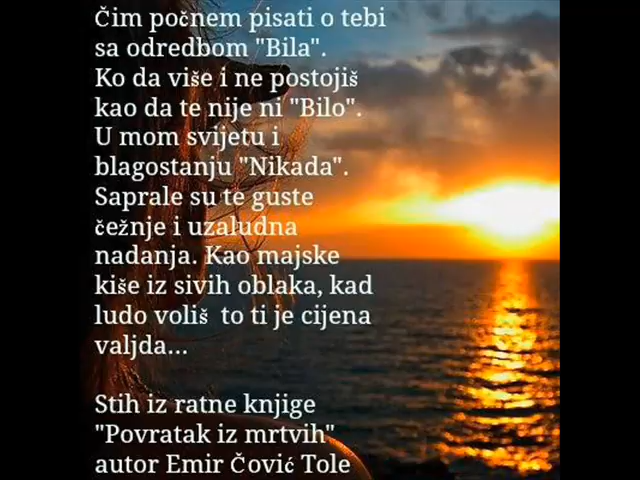 Čim počnem pisati o tebi
sa odredbom "Bila".
Ko da više i ne postojiš
kao da te nije ni "Bilo".
U mom svijetu i
blagostanju "Nikada".
Saprale su te guste
čežnje i uzaludna
nadanja. Kao majske
kiše iz sivih oblaka, kad
ludo voliš to ti je cijena
valjda...
Stih iz ratne knjige
"Povratak iz mrtvih"
autor Emir Čović Tole